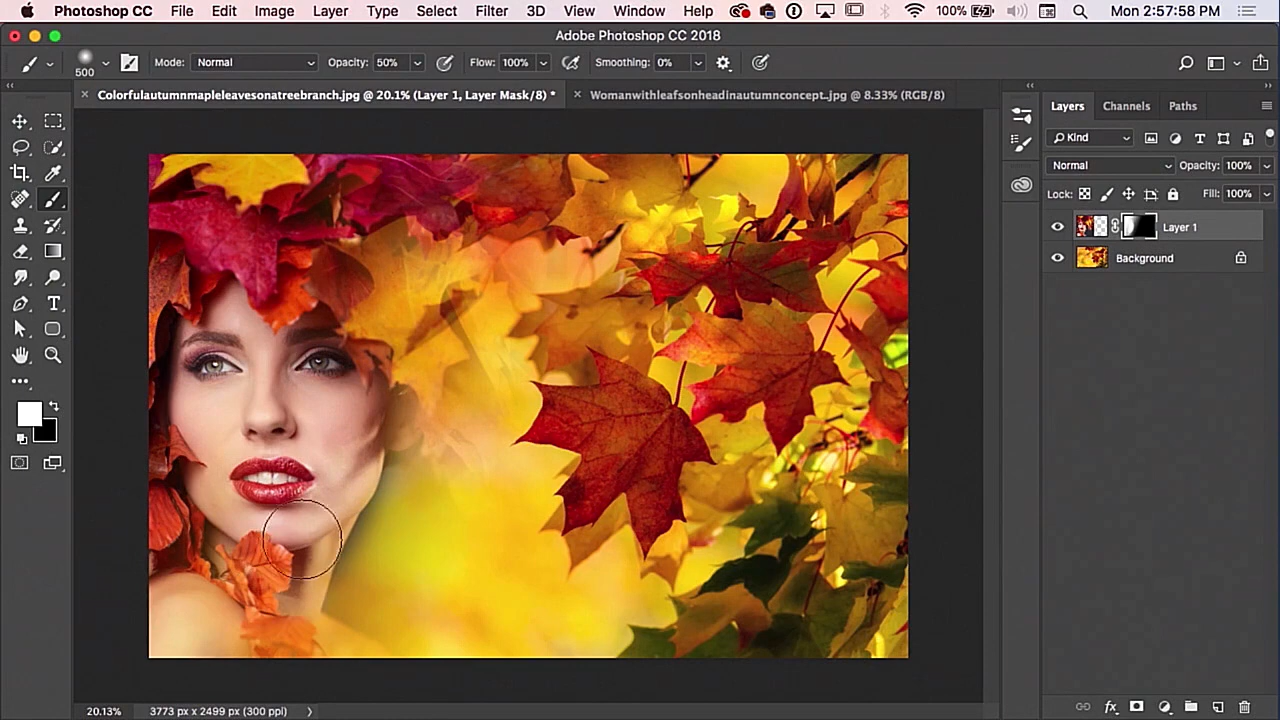 Photoshop CC File Edit Image Layer Type Select Filter 3D View Window Help 100% Mon 2:57:58 PM
Adobe Photoshop CC 2018
500 Mode: Normal Opacity: 50% Flow: 100% Smoothing: 0%
Colorfulautumnmapleleavesonatreebranch.jpg @ 20.1% (Layer 1, Layer Mask/8) *
Womanwithleafsonheadinautumnconcept.jpg @ 8.33% (RGB/8)
Layers Channels Paths
Kind
Normal Opacity: 100%
Lock: Fill: 100%
Layer 1
Background
20.13% 3773 px x 2499 px (300 ppi)